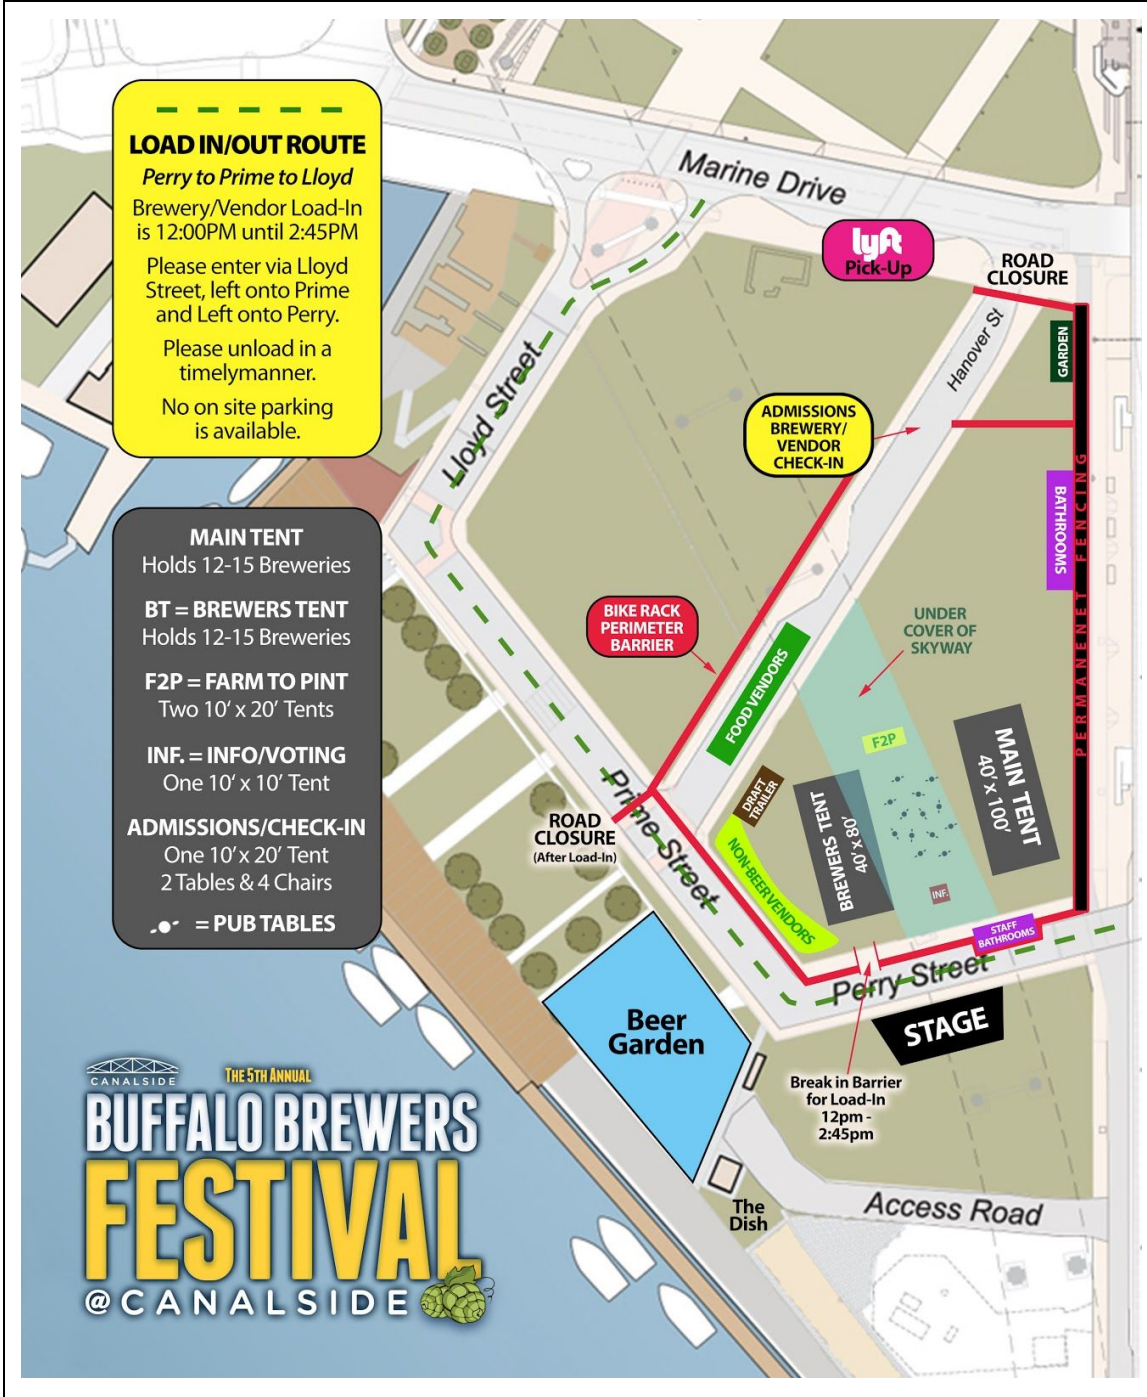 LOAD IN/OUT ROUTE
Perry to Prime to Lloyd
Brewery/Vendor Load-In
is 12:00PM until 2:45PM
Please enter via Lloyd
Street, left onto Prime
and Left onto Perry.
Please unload in a
timelymanner.
No on site parking
is available.
MAIN TENT
Holds 12-15 Breweries
BT = BREWERS TENT
Holds 12-15 Breweries
F2P = FARM TO PINT
Two 10' x 20' Tents
INF. = INFO/VOTING
One 10' x 10' Tent
ADMISSIONS/CHECK-IN
One 10'x 20' Tent
2 Tables & 4 Chairs
= PUB TABLES
Marine Drive
lyft
Pick-Up
ROAD
CLOSURE
Hanover St
GARDEN
Lloyd Street
ADMISSIONS
BREWERY/
VENDOR
CHECK-IN
BATHROOMS
PERMANENET FENCING
BIKE RACK
PERIMETER
BARRIER
UNDER
COVER OF
SKYWAY
FOOD VENDORS
F2P
MAIN TENT
40' x 100'
DRAFT
TRAILER
BREWERS TENT
40' x 80'
Prime Street
ROAD
CLOSURE
(After Load-In)
NON-BEER VENDORS
INF.
STAFF
BATHROOMS
Perry Street
STAGE
Beer
Garden
Break in Barrier
for Load-In
12pm -
2:45pm
The
Dish
Access Road
CANALSIDE
THE 5TH ANNUAL
BUFFALO BREWERS
FESTIVAL
@CANALSIDE